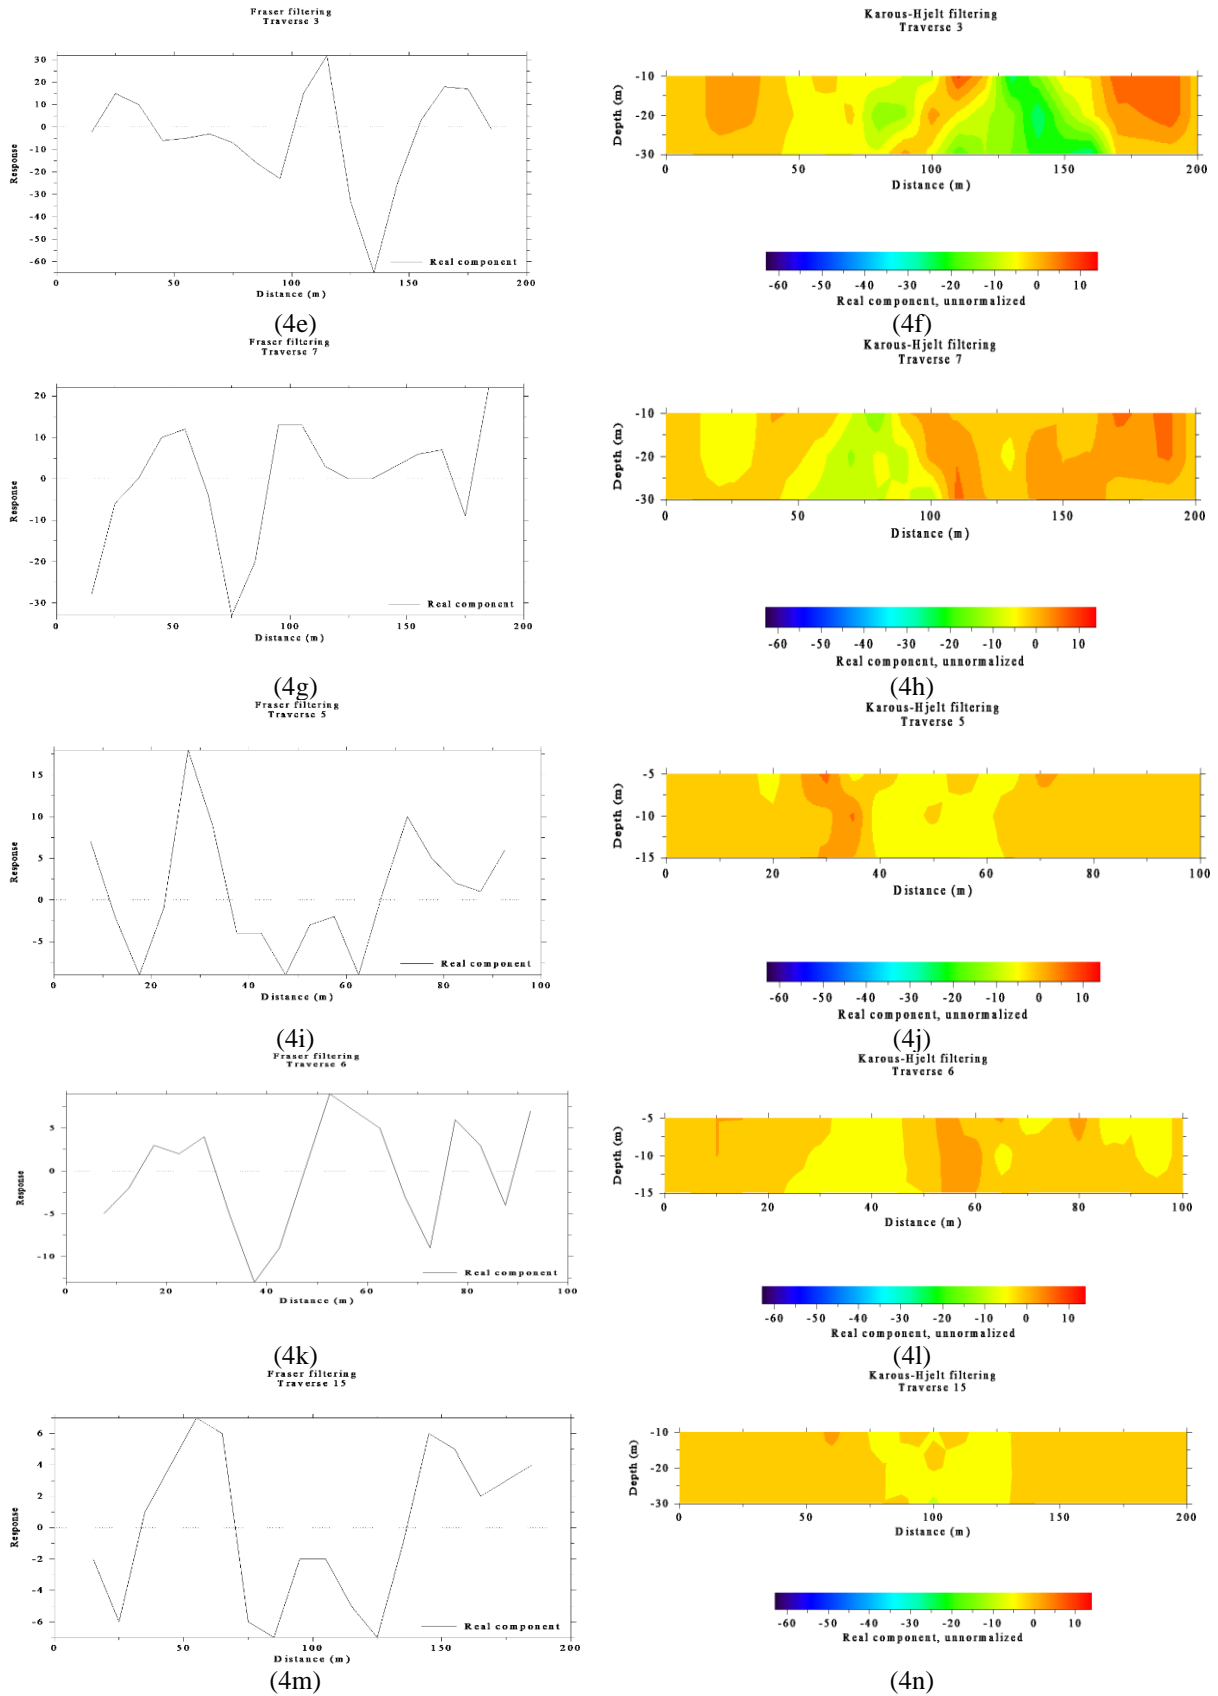 Fraser filtering
Traverse 3
30
20
10
0
-10
-20
-30
-40
-50
-60
Response
Real component
0
50
100
150
200
Distance (m)
(4e)
Karous-Hjelt filtering
Traverse 3
-10
-20
-30
Depth (m)
0
50
100
150
200
Distance (m)
-60
-50
-40
-30
-20
-10
0
10
Real component, unnormalized
(4f)
Fraser filtering
Traverse 7
20
10
0
-10
-20
-30
Response
Real component
0
50
100
150
200
Distance (m)
(4g)
Karous-Hjelt filtering
Traverse 7
-10
-20
-30
Depth (m)
0
50
100
150
200
Distance (m)
-60
-50
-40
-30
-20
-10
0
10
Real component, unnormalized
(4h)
Fraser filtering
Traverse 5
15
10
5
0
-5
Response
Real component
0
20
40
60
80
100
Distance (m)
(4i)
Karous-Hjelt filtering
Traverse 5
-5
-10
-15
Depth (m)
0
20
40
60
80
100
Distance (m)
-60
-50
-40
-30
-20
-10
0
10
Real component, unnormalized
(4j)
Fraser filtering
Traverse 6
5
0
-5
-10
Response
Real component
0
20
40
60
80
100
Distance (m)
(4k)
Karous-Hjelt filtering
Traverse 6
-5
-10
-15
Depth (m)
0
20
40
60
80
100
Distance (m)
-60
-50
-40
-30
-20
-10
0
10
Real component, unnormalized
(4l)
Fraser filtering
Traverse 15
6
4
2
0
-2
-4
-6
Response
Real component
0
50
100
150
200
Distance (m)
(4m)
Karous-Hjelt filtering
Traverse 15
-10
-20
-30
Depth (m)
0
50
100
150
200
Distance (m)
-60
-50
-40
-30
-20
-10
0
10
Real component, unnormalized
(4n)